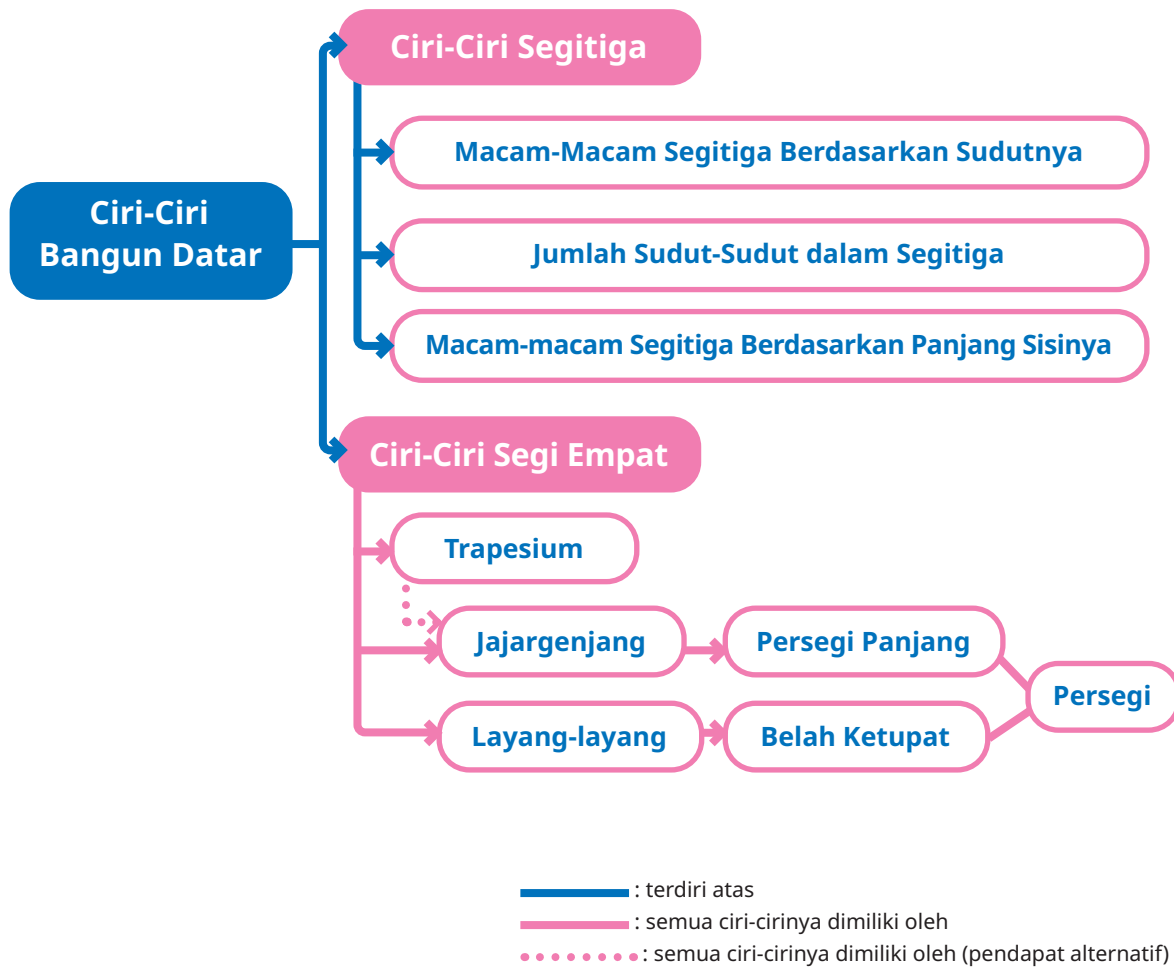 Ciri-Ciri Segitiga
Macam-Macam Segitiga Berdasarkan Sudutnya
Ciri-Ciri
Bangun Datar
Jumlah Sudut-Sudut dalam Segitiga
Macam-macam Segitiga Berdasarkan Panjang Sisinya
Ciri-Ciri Segi Empat
Trapesium
Jajargenjang
Persegi Panjang
Persegi
Layang-layang
Belah Ketupat
: terdiri atas
: semua ciri-cirinya dimiliki oleh
: semua ciri-cirinya dimiliki oleh (pendapat alternatif)